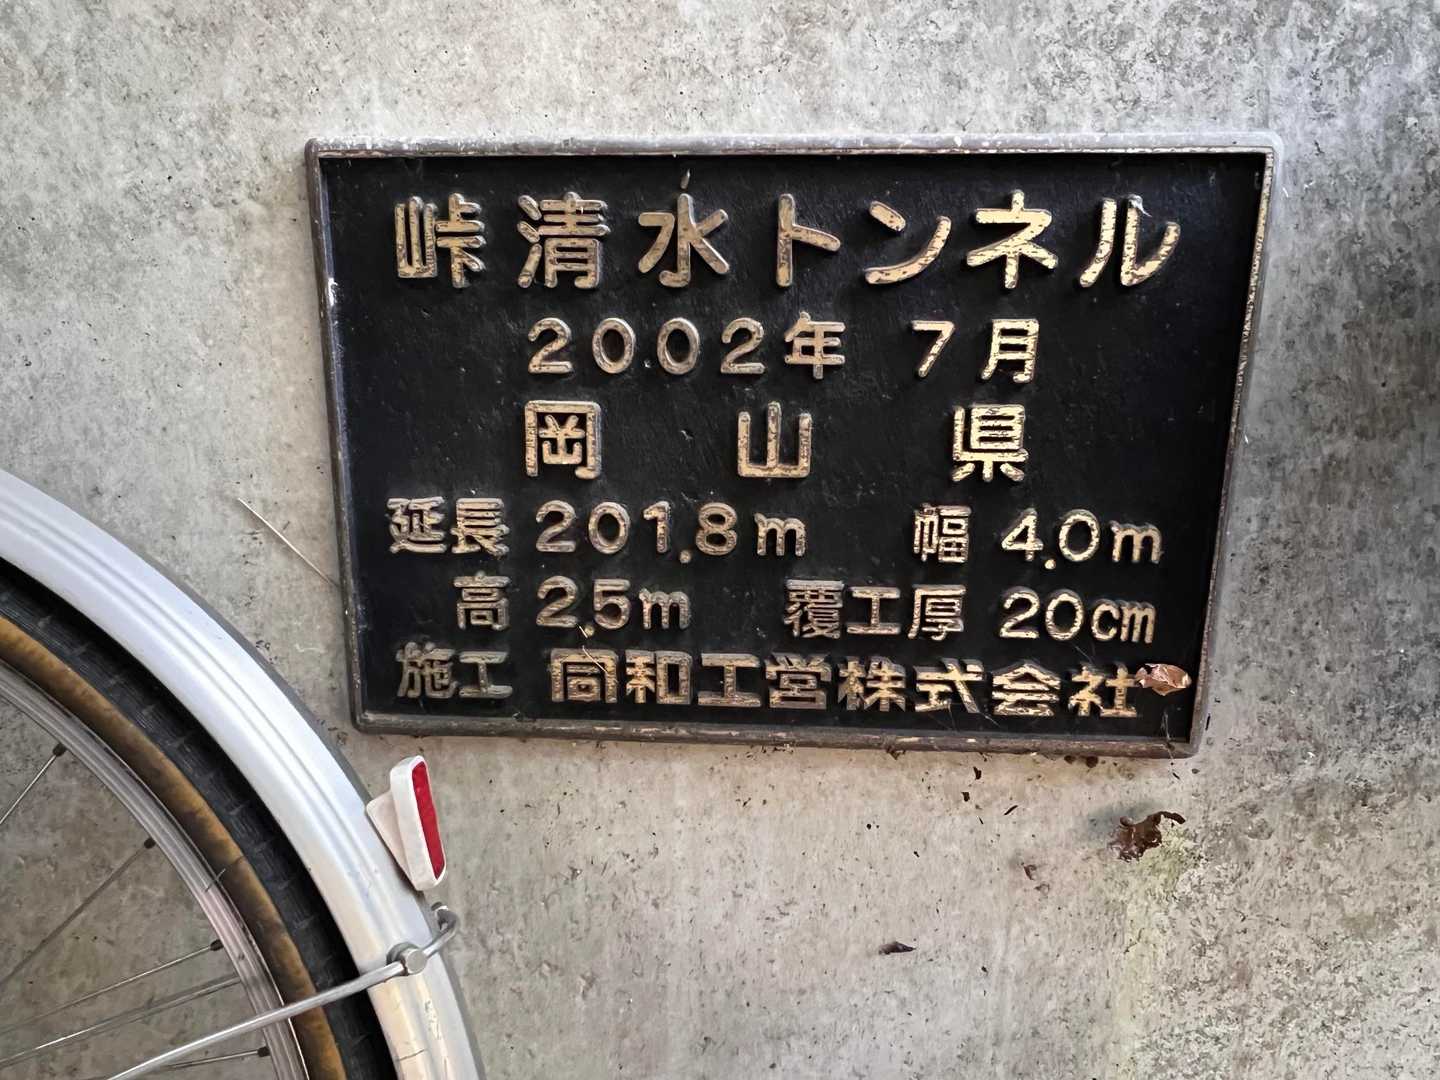 峠清水トンネル
2002年 7月
岡山県
延長 201.8m 幅 4.0m
高 2.5m 覆工厚 20cm
施工 同和工営株式会社